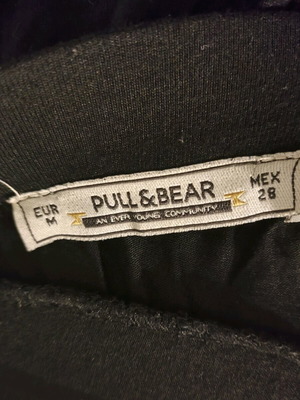 EUR
M
PULL&BEAR
AN EVER YOUNG COMMUNITY
MEX
28